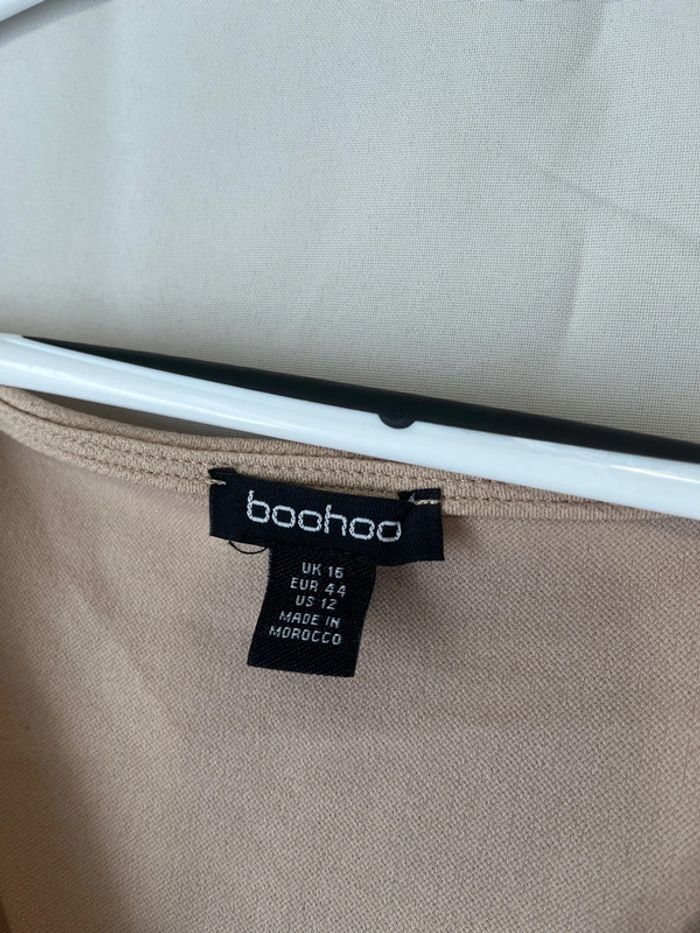 boohoo
UK 16
EUR 44
US 12
MADE IN
MOROCCO